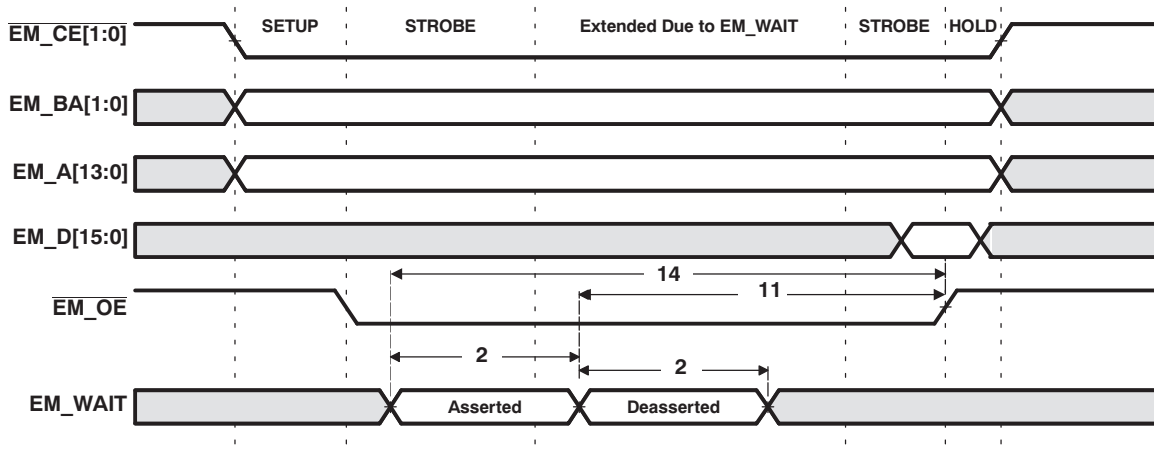 SETUP STROBE Extended Due to EM_WAIT STROBE HOLD
EM_CE[1:0]
EM_BA[1:0]
EM_A[13:0]
EM_D[15:0]
14
11
EM_OE
2
2
EM_WAIT Asserted Deasserted